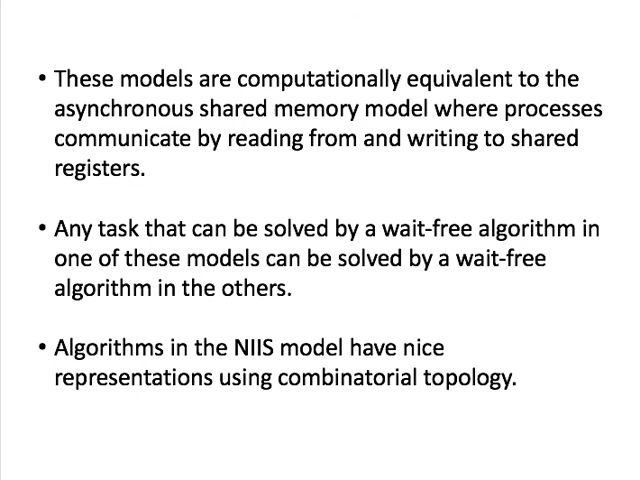 • These models are computationally equivalent to the
asynchronous shared memory model where processes
communicate by reading from and writing to shared
registers.
• Any task that can be solved by a wait-free algorithm in
one of these models can be solved by a wait-free
algorithm in the others.
• Algorithms in the NIIS model have nice
representations using combinatorial topology.